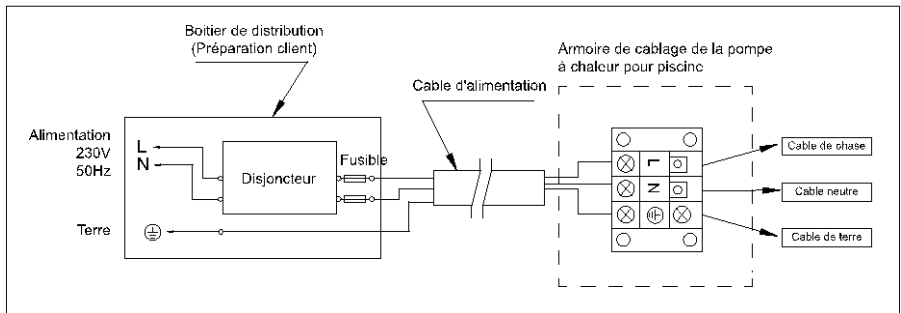 Boitier de distribution
(Préparation client)
Armoire de cablage de la pompe
à chaleur pour piscine
Cable d'alimentation
Alimentation
230V
50Hz
L
N
Fusible
Disjoncteur
Terre
L
N
Cable de chase
Cable neutre
Cable de terre